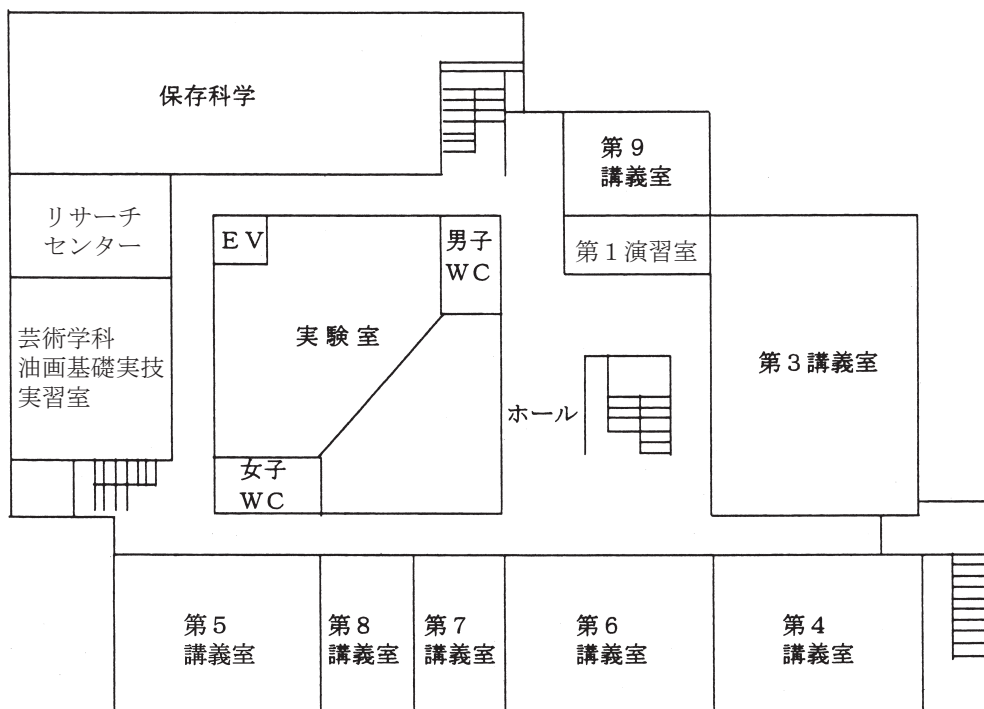 保存科学
第９
講義室
リサーチ
センター
ＥＶ
男子
ＷＣ
第１演習室
実験室
芸術学科
油画基礎実技
実習室
第３講義室
ホール
女子
ＷＣ
第５
講義室
第８
講義室
第７
講義室
第６
講義室
第４
講義室